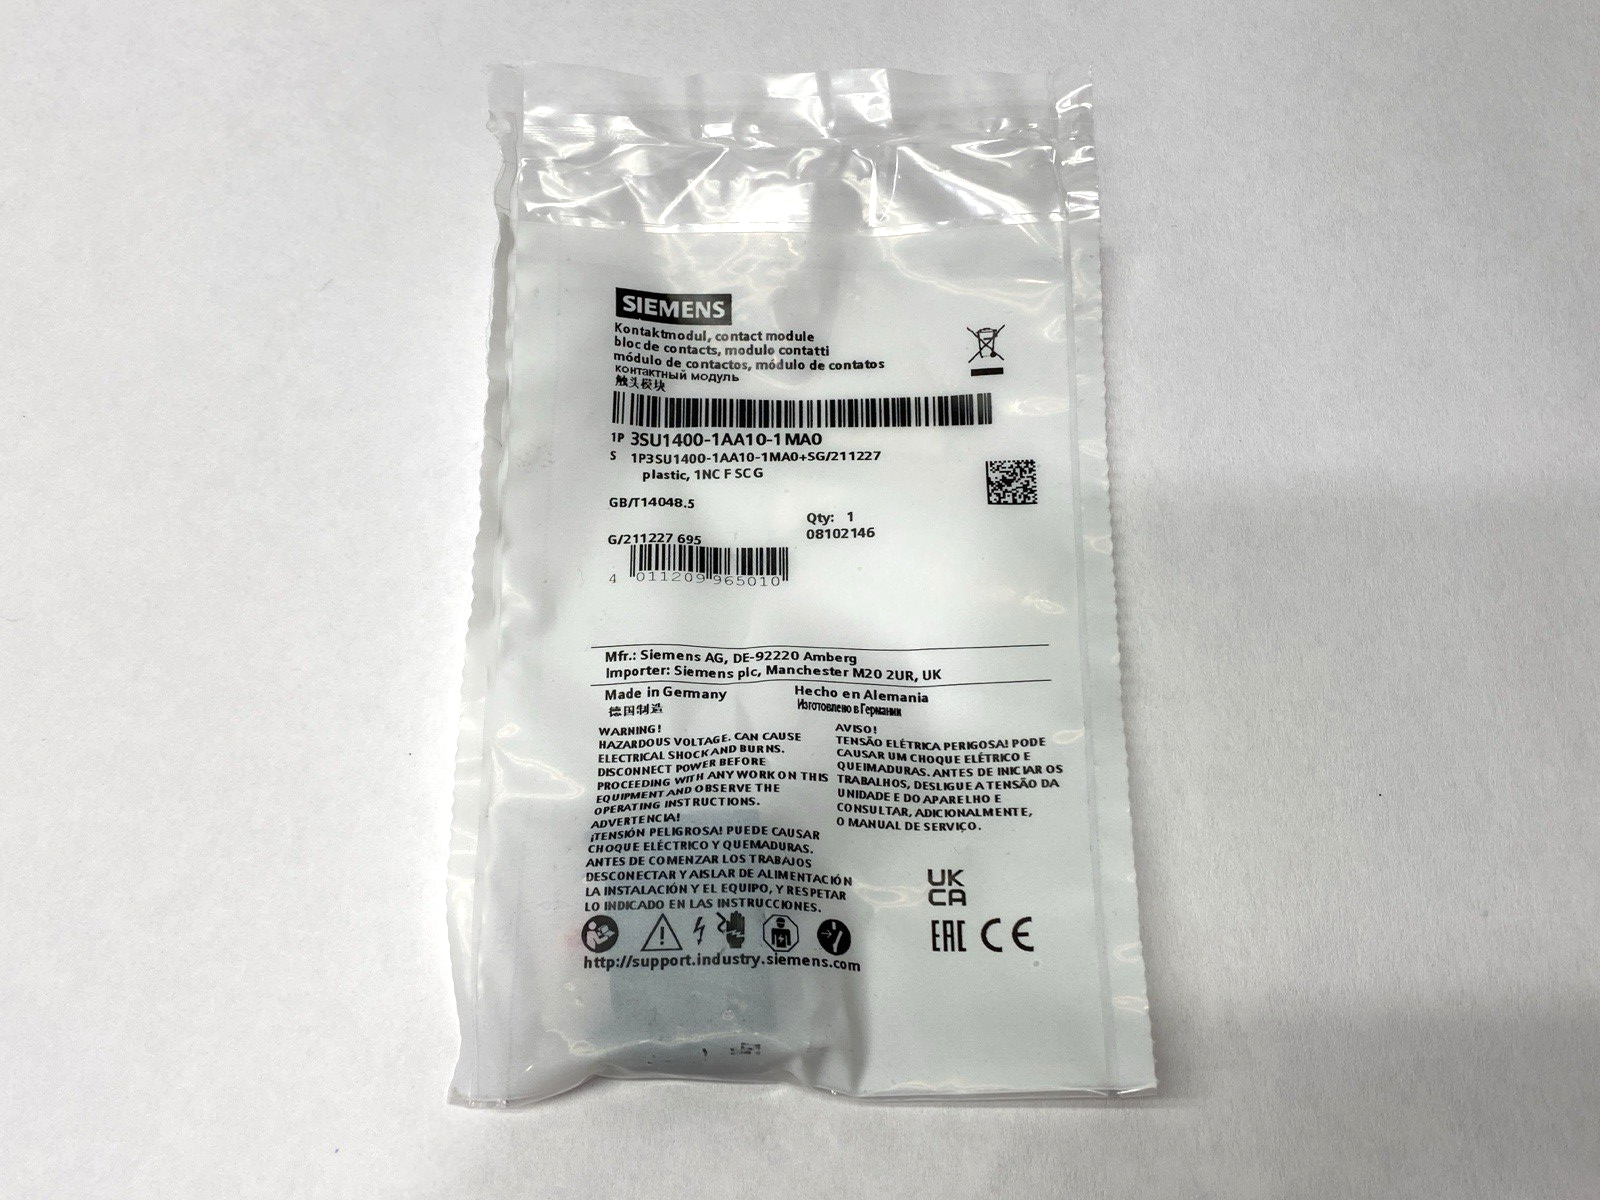 SIEMENS
Kontaktmodul, contact module
bloc de contacts, modulo contatti
módulo de contactos, módulo de contatos
контактный модуль
触头模块
1P 3SU1400-1AA10-1MA0
S 1P3SU1400-1AA10-1MA0+SG/211227
plastic, 1NC F SC G
GB/T14048.5
Qty: 1
08102146
G/211227 695
4 011209 965010
Mfr.: Siemens AG, DE-92220 Amberg
Importer: Siemens plc, Manchester M20 2UR, UK
Made in Germany
Hecho en Alemania
德国制造
Изготовлено в Германии
WARNING!
HAZARDOUS VOLTAGE. CAN CAUSE
ELECTRICAL SHOCK AND BURNS.
DISCONNECT POWER BEFORE
PROCEEDING WITH ANY WORK ON THIS
EQUIPMENT AND OBSERVE THE
OPERATING INSTRUCTIONS.
ADVERTENCIA!
¡TENSIÓN PELIGROSA! PUEDE CAUSAR
CHOQUE ELÉCTRICO Y QUEMADURAS.
ANTES DE COMENZAR LOS TRABAJOS
DESCONECTAR Y AISLAR DE ALIMENTACIÓN
LA INSTALACIÓN Y EL EQUIPO, Y RESPETAR
LO INDICADO EN LAS INSTRUCCIONES.
AVISO!
TENSÃO ELÉTRICA PERIGOSA! PODE
CAUSAR UM CHOQUE ELÉTRICO E
QUEIMADURAS. ANTES DE INICIAR OS
TRABALHOS, DESLIGUE A TENSÃO DA
UNIDADE E DO APARELHO E
CONSULTAR, ADICIONALMENTE,
O MANUAL DE SERVIÇO.
UK
CA
EAC CE
http://support.industry.siemens.com